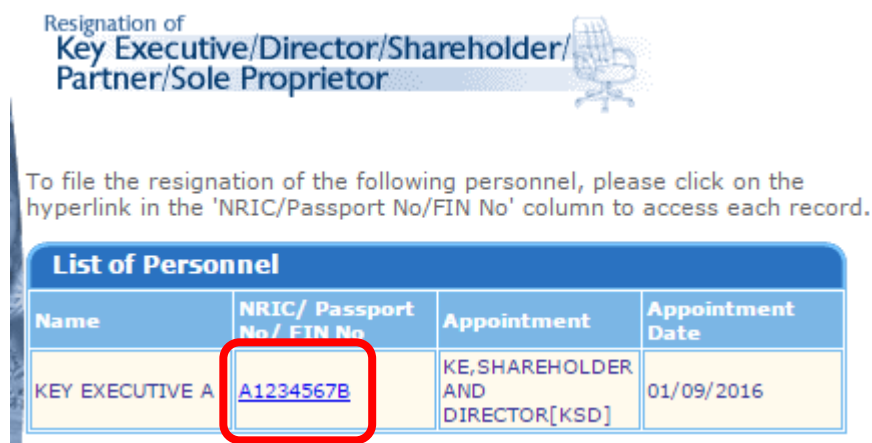 Resignation of
Key Executive/Director/Shareholder/
Partner/Sole Proprietor
To file the resignation of the following personnel, please click on the
hyperlink in the 'NRIC/Passport No/FIN No' column to access each record.
List of Personnel
Name
NRIC/ Passport
No/ FIN No
Appointment
Appointment
Date
KEY EXECUTIVE A
A1234567B
KE,SHAREHOLDER
AND
DIRECTOR[KSD]
01/09/2016